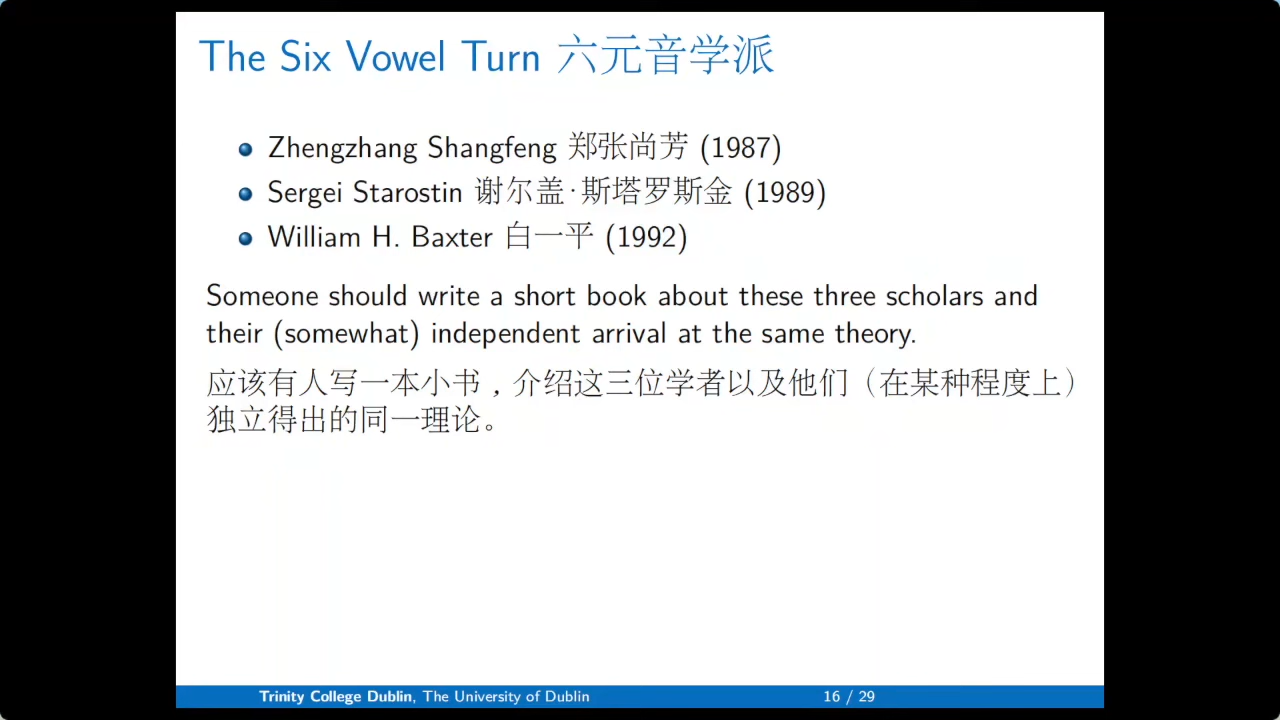 The Six Vowel Turn 六元音学派
Zhengzhang Shangfeng 郑张尚芳 (1987)
Sergei Starostin 谢尔盖·斯塔罗斯金 (1989)
William H. Baxter 白一平 (1992)
Someone should write a short book about these three scholars and
their (somewhat) independent arrival at the same theory.
应该有人写一本小书，介绍这三位学者以及他们（在某种程度上）
独立得出的同一理论。
Trinity College Dublin, The University of Dublin 16 / 29